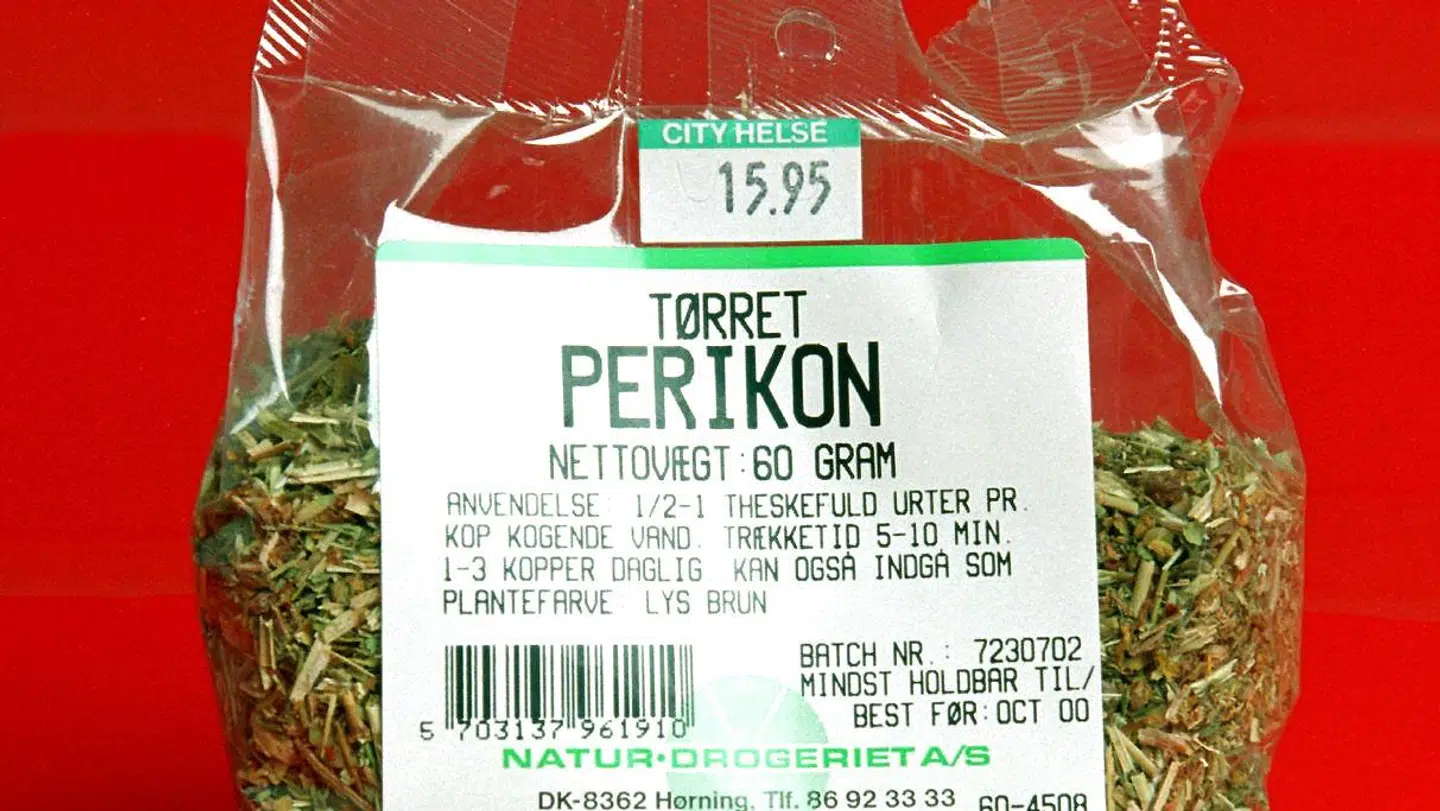 CITY HELSE
15.95
TØRRET
PERIKON
NETTOVÆGT:60 GRAM
ANVENDELSE: 1/2-1 THESKEFULD URTER PR.
KOP KOGENDE VAND. TRÆKKETID 5-10 MIN.
1-3 KOPPER DAGLIG. KAN OGSÅ INDGÅ SOM
PLANTEFARVE: LYS BRUN
BATCH NR.: 7230702
MINDST HOLDBAR TIL/
BEST FØR:OCT 00
5 703137 961910
NATUR·DROGERIET A/S
DK-8362 Hørning, Tlf. 86 92 33 33
60-4508